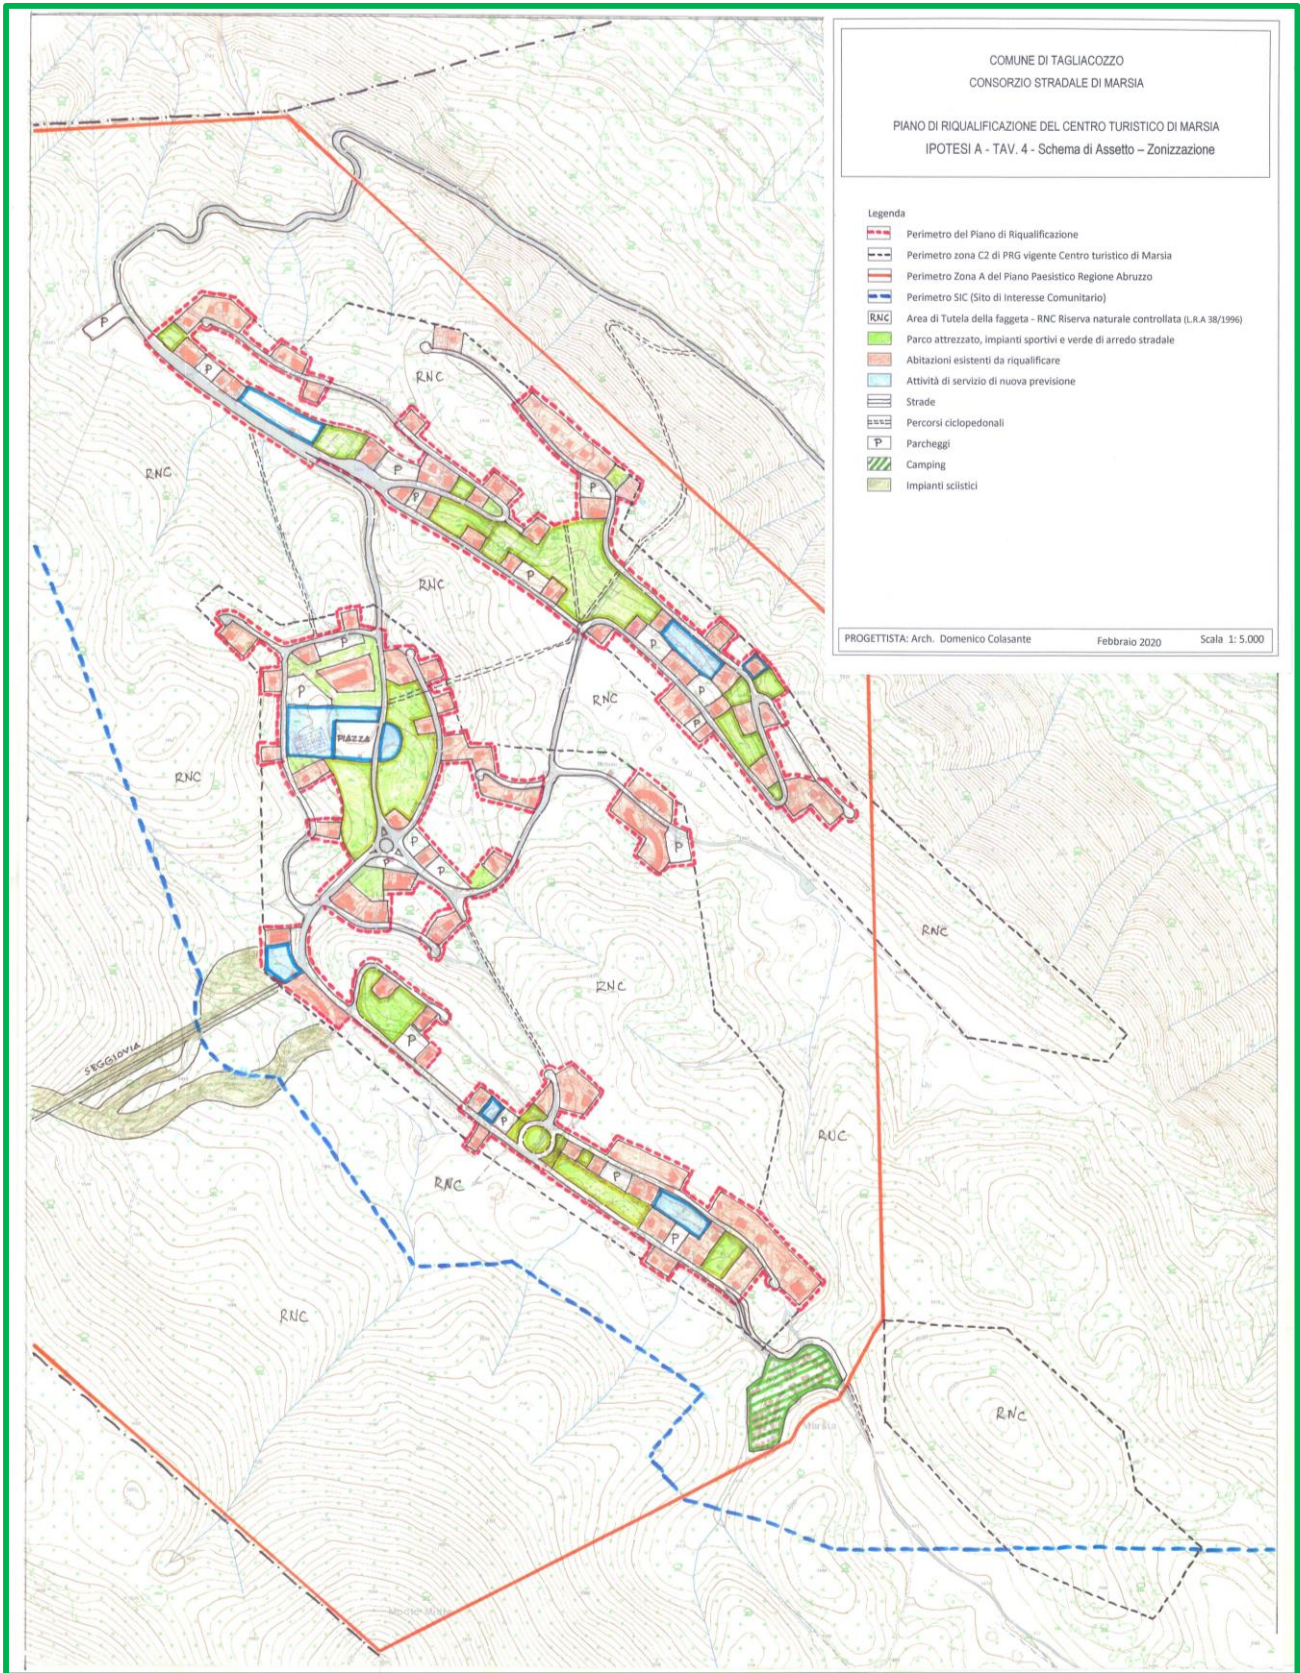 COMUNE DI TAGLIACOZZO
CONSORZIO STRADALE DI MARSIA
PIANO DI RIQUALIFICAZIONE DEL CENTRO TURISTICO DI MARSIA
IPOTESI A - TAV. 4 - Schema di Assetto – Zonizzazione
Legenda
Perimetro del Piano di Riqualificazione
Perimetro zona C2 di PRG vigente Centro turistico di Marsia
Perimetro Zona A del Piano Paesistico Regione Abruzzo
Perimetro SIC (Sito di Interesse Comunitario)
RNC Area di Tutela della faggeta - RNC Riserva naturale controllata (L.R.A 38/1996)
Parco attrezzato, impianti sportivi e verde di arredo stradale
Abitazioni esistenti da riqualificare
Attività di servizio di nuova previsione
Strade
Percorsi ciclopedonali
P Parcheggi
Camping
Impianti sciistici
PROGETTISTA: Arch. Domenico Colasante Febbraio 2020 Scala 1: 5.000
P
P
RNC
RNC
P
P
P
RNC
P
P
P
P
RNC
P
P
PIAZZA
RNC
P
P
P
P
RNC
RNC
P
SEGGIOVIA
P
RNC
RNC
P
P
RNC
RNC
Marsia